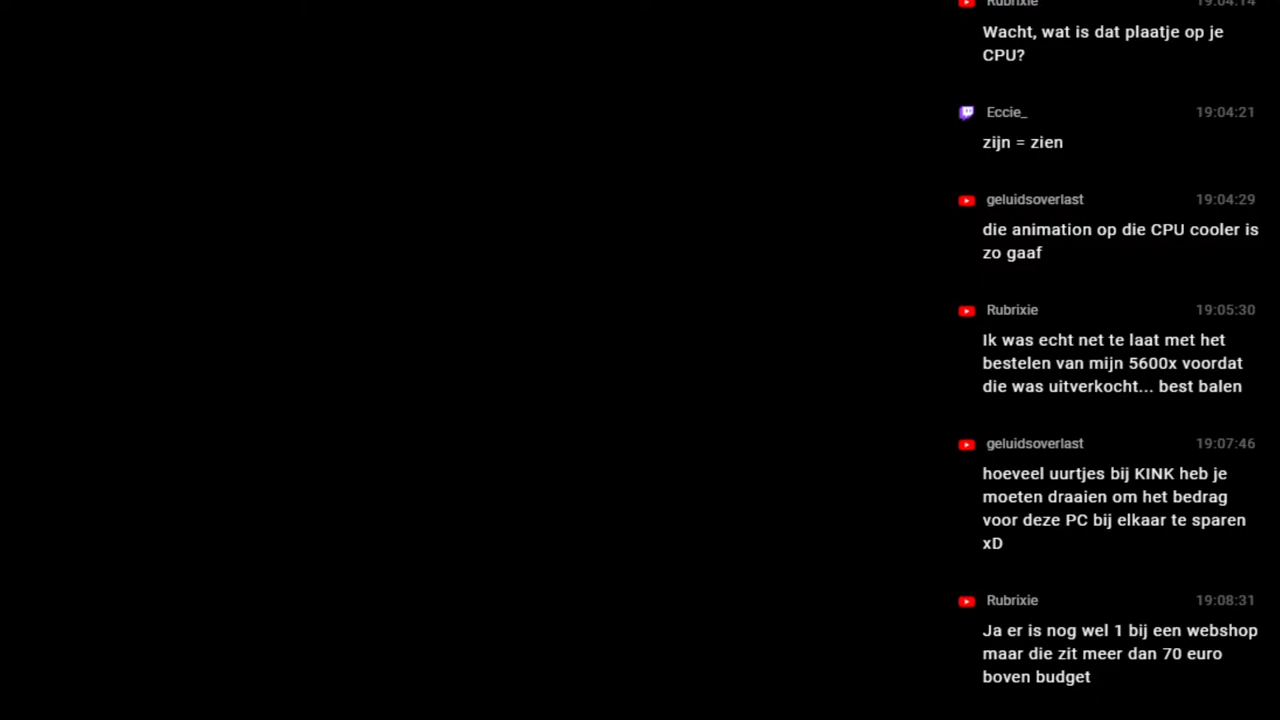 Rubrixie 19:04:14
Wacht, wat is dat plaatje op je
CPU?
Eccie_ 19:04:21
zijn = zien
geluidsoverlast 19:04:29
die animation op die CPU cooler is
zo gaaf
Rubrixie 19:05:30
Ik was echt net te laat met het
bestelen van mijn 5600x voordat
die was uitverkocht... best balen
geluidsoverlast 19:07:46
hoeveel uurtjes bij KINK heb je
moeten draaien om het bedrag
voor deze PC bij elkaar te sparen
xD
Rubrixie 19:08:31
Ja er is nog wel 1 bij een webshop
maar die zit meer dan 70 euro
boven budget